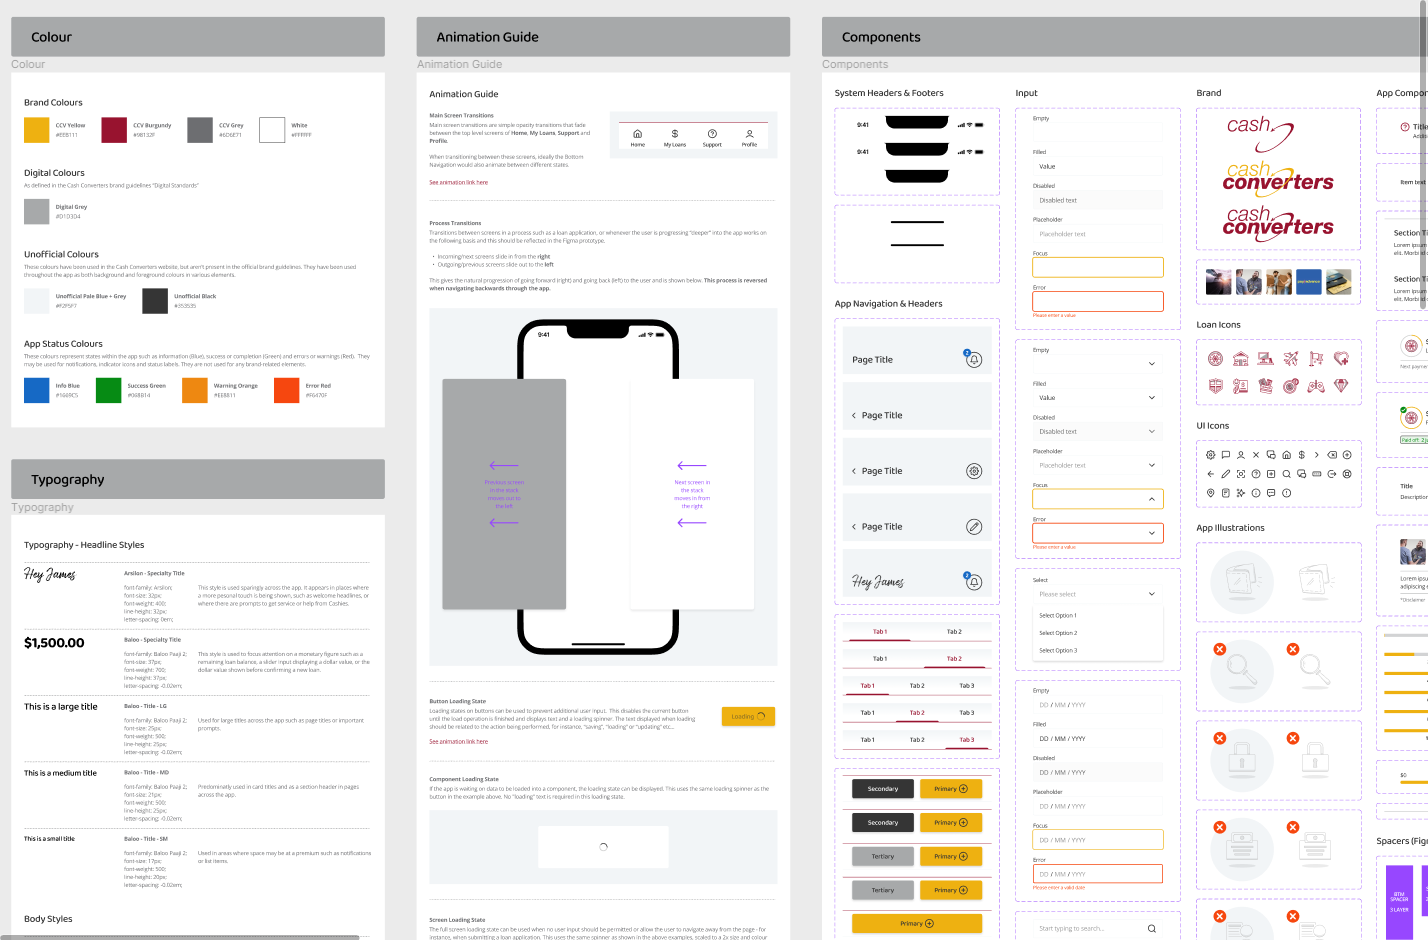 Colour
Colour
Brand Colours
CCV Yellow
#EEB111
CCV Burgundy
#98132F
CCV Grey
#6D6E71
White
#FFFFFF
Digital Colours
As defined in the Cash Converters brand guidelines "Digital Standards"
Digital Grey
#D1D3D4
Unofficial Colours
These colours have been used in the Cash Converters website, but aren't present in the official brand guidelines. They have been used
throughout the app as both background and foreground colours in various elements.
Unofficial Pale Blue + Grey
#F2F5F7
Unofficial Black
#353535
App Status Colours
These colours represent states within the app such as information (Blue), success or completion (Green) and errors or warnings (Red). They
may be used for notifications, indicator icons and status labels. They are not used for any brand-related elements.
Info Blue
#1669C5
Success Green
#068B14
Warning Orange
#EE8811
Error Red
#F6470F
Typography
Typography
Typography - Headline Styles
Hey James
Arsilon - Specialty Title
font-family: Arsilon;
font-size: 32px;
font-weight: 400;
line-height: 32px;
letter-spacing: 0em;
This style is used sparingly across the app. It appears in places where
a more personal touch is being shown, such as welcome headlines, or
where there are prompts to get service or help from Cashies.
$1,500.00
Baloo - Specialty Title
font-family: Baloo Paaji 2;
font-size: 37px;
font-weight: 700;
line-height: 37px;
letter-spacing: -0.02em;
This style is used to focus attention on a monetary figure such as a
remaining loan balance, a slider input displaying a dollar value, or the
dollar value shown before confirming a new loan.
This is a large title
Baloo - Title - LG
font-family: Baloo Paaji 2;
font-size: 25px;
font-weight: 500;
line-height: 25px;
letter-spacing: -0.02em;
Used for large titles across the app such as page titles or important
prompts.
This is a medium title
Baloo - Title - MD
font-family: Baloo Paaji 2;
font-size: 21px;
font-weight: 500;
line-height: 25px;
letter-spacing: -0.02em;
Predominatly used in card titles and as a section header in pages
across the app.
This is a small title
Baloo - Title - SM
font-family: Baloo Paaji 2;
font-size: 17px;
font-weight: 500;
line-height: 20px;
letter-spacing: -0.02em;
Used in areas where space may be at a premium such as notifications
or list items.
Body Styles
Animation Guide
Animation Guide
Animation Guide
Main Screen Transitions
Main screen transitions are simple opacity transitions that fade
between the top level screens of Home, My Loans, Support and
Profile.
When transitioning between these screens, ideally the Bottom
Navigation would also animate between different states.
See animation link here
Home
My Loans
Support
Profile
Process Transitions
Transitions between screens in a process such as a loan application, or whenever the user is progressing "deeper" into the app works on
the following basis and this should be reflected in the Figma prototype.
• Incoming/next screens slide in from the right
• Outgoing/previous screens slide out to the left
This gives the natural progression of going forward (right) and going back (left) to the user and is shown below. This process is reversed
when navigating backwards through the app.
9:41
Previous screen
in the stack
moves out to
the left
Next screen in
the stack
moves in from
the right
Button Loading State
Loading states on buttons can be used to prevent additional user input. This disables the current button
until the load operation is finished and displays text and a loading spinner. The text displayed when loading
should be related to the action being performed, for instance, "saving", "loading" or "updating" etc...
See animation link here
Loading
Component Loading State
If the app is waiting on data to be loaded into a component, the loading state can be displayed. This uses the same loading spinner as the
button in the example above. No "loading" text is required in this loading state.
Screen Loading State
The full screen loading state can be used when no user input should be permitted or allow the user to navigate away from the page - for
instance, when submitting a loan application. This uses the same spinner as shown in the above examples, scaled to a 2x size and colour
Components
Components
System Headers & Footers
9:41
9:41
App Navigation & Headers
Page Title
2
Page Title
Page Title
Page Title
Hey James
2
Tab 1
Tab 2
Tab 1
Tab 2
Tab 1
Tab 2
Tab 3
Tab 1
Tab 2
Tab 3
Tab 1
Tab 2
Tab 3
Secondary
Primary
Secondary
Primary
Tertiary
Primary
Tertiary
Primary
Primary
Input
Empty
Filled
Value
Disabled
Disabled text
Placeholder
Placeholder text
Focus
Error
Please enter a value
Empty
Filled
Value
Disabled
Disabled text
Placeholder
Placeholder text
Focus
Error
Please enter a value
Select
Please select
Select Option 1
Select Option 2
Select Option 3
Empty
DD / MM / YYYY
Filled
DD / MM / YYYY
Disabled
DD / MM / YYYY
Placeholder
DD / MM / YYYY
Focus
DD / MM / YYYY
Error
DD / MM / YYYY
Please enter a valid date
Start typing to search...
Brand
cash
cash
converters
cash
converters
Loan Icons
UI Icons
App Illustrations
App Compon
Title
Item text
Section Ti
Lorem ipsu
elit. Morbi id
Section Ti
Lorem ipsu
elit. Morbi id
Next paymen
Title
Description
Lorem ipsu
adipiscing
*Disclaimer
$0
Spacers (Figm
BTM
SPACER
3 LAYER